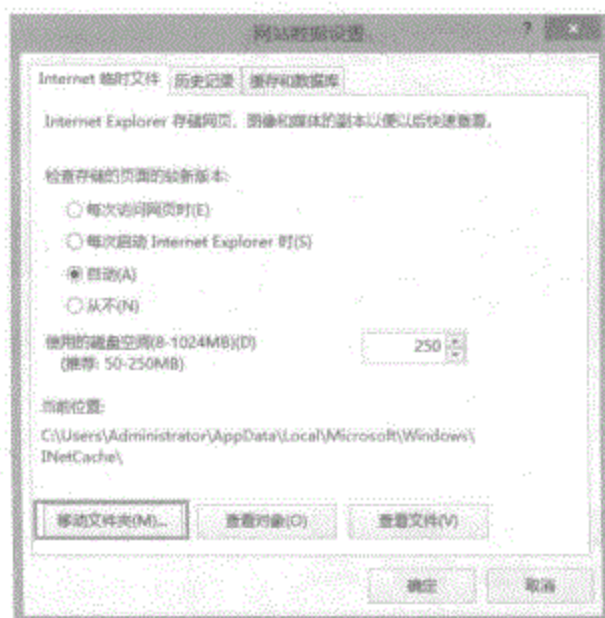 网站数据设置
?
×
Internet 临时文件
历史记录
缓存和数据库
Internet Explorer 存储网页、图像和媒体的副本以便以后快速查看。
检查存储的页面的较新版本:
每次访问网页时(E)
每次启动 Internet Explorer 时(S)
自动(A)
从不(N)
使用的磁盘空间(8-1024MB)(D)
250
(推荐: 50-250MB)
当前位置:
C:\Users\Administrator\AppData\Local\Microsoft\Windows\
INetCache\
移动文件夹(M)...
查看对象(O)
查看文件(V)
确定
取消